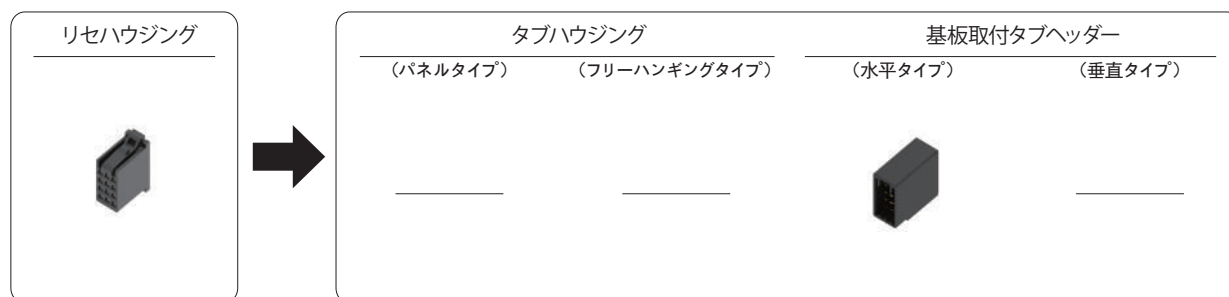 リセハウジング
タブハウジング
基板取付タブヘッダー
（パネルタイプ）
（フリーハンギングタイプ）
（水平タイプ）
（垂直タイプ）